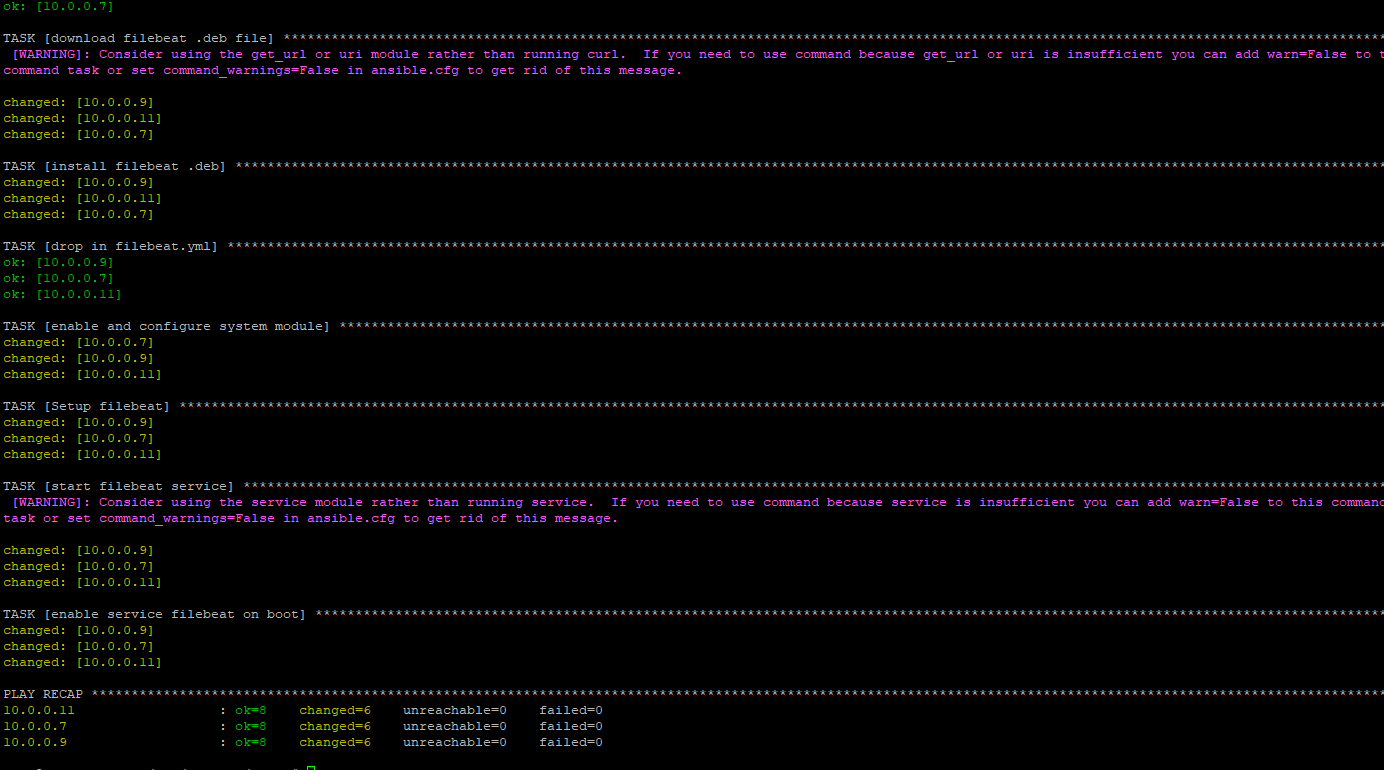 ok: [10.0.0.7]
TASK [download filebeat .deb file] ****************************************************************************************************************************************
[WARNING]: Consider using the get_url or uri module rather than running curl.  If you need to use command because get_url or uri is insufficient you can add warn=False to t
command task or set command_warnings=False in ansible.cfg to get rid of this message.
changed: [10.0.0.9]
changed: [10.0.0.11]
changed: [10.0.0.7]
TASK [install filebeat .deb] ************************************************************************************************************************************************
changed: [10.0.0.9]
changed: [10.0.0.11]
changed: [10.0.0.7]
TASK [drop in filebeat.yml] *************************************************************************************************************************************************
ok: [10.0.0.9]
ok: [10.0.0.7]
ok: [10.0.0.11]
TASK [enable and configure system module] ***********************************************************************************************************************************
changed: [10.0.0.7]
changed: [10.0.0.9]
changed: [10.0.0.11]
TASK [Setup filebeat] *******************************************************************************************************************************************************
changed: [10.0.0.9]
changed: [10.0.0.7]
changed: [10.0.0.11]
TASK [start filebeat service] ***********************************************************************************************************************************************
[WARNING]: Consider using the service module rather than running service.  If you need to use command because service is insufficient you can add warn=False to this command
task or set command_warnings=False in ansible.cfg to get rid of this message.
changed: [10.0.0.9]
changed: [10.0.0.7]
changed: [10.0.0.11]
TASK [enable service filebeat on boot] **************************************************************************************************************************************
changed: [10.0.0.9]
changed: [10.0.0.7]
changed: [10.0.0.11]
PLAY RECAP ******************************************************************************************************************************************************************
10.0.0.11                  : ok=8    changed=6    unreachable=0    failed=0
10.0.0.7                   : ok=8    changed=6    unreachable=0    failed=0
10.0.0.9                   : ok=8    changed=6    unreachable=0    failed=0